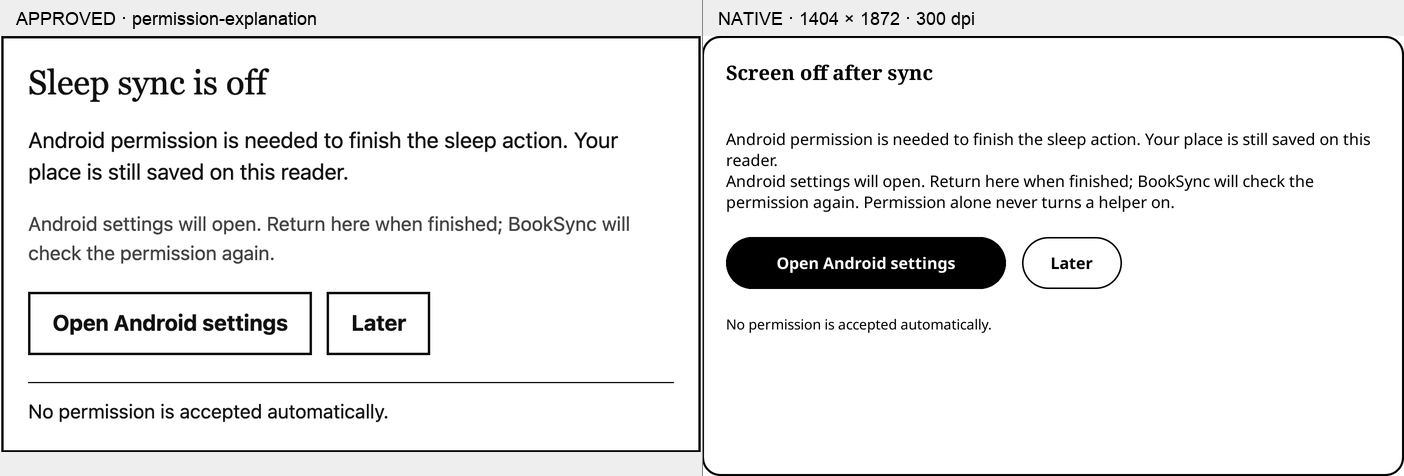 APPROVED · permission-explanation
Sleep sync is off
Android permission is needed to finish the sleep action. Your
place is still saved on this reader.
Android settings will open. Return here when finished; BookSync will
check the permission again.
Open Android settings
Later
No permission is accepted automatically.
NATIVE · 1404 × 1872 · 300 dpi
Screen off after sync
Android permission is needed to finish the sleep action. Your place is still saved on this
reader.
Android settings will open. Return here when finished; BookSync will check the
permission again. Permission alone never turns a helper on.
Open Android settings
Later
No permission is accepted automatically.